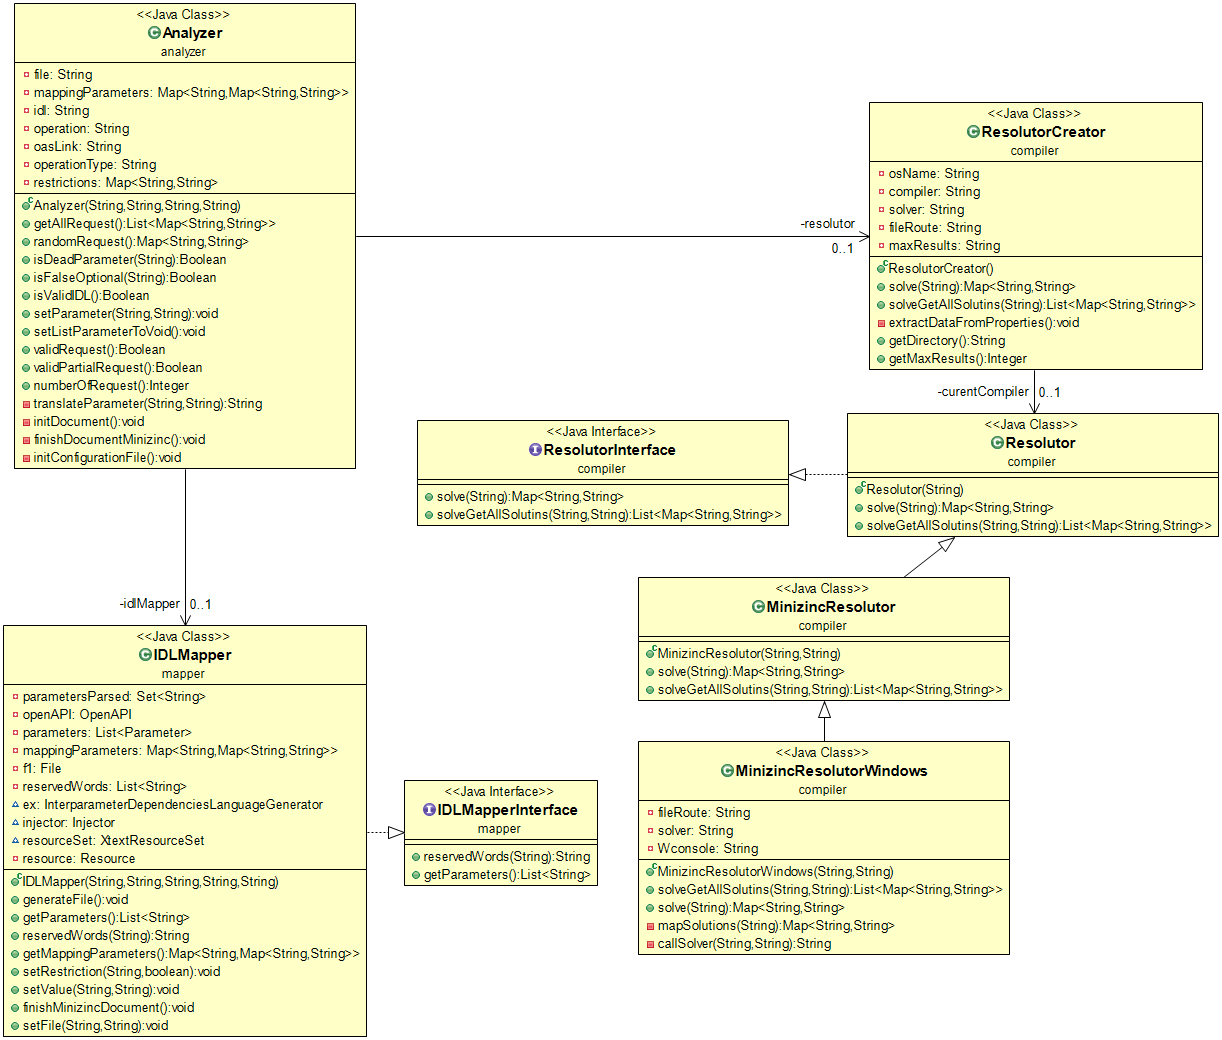 <<Java Class>>
Analyzer
analyzer
file: String
mappingParameters: Map<String,Map<String,String>>
idl: String
operation: String
oasLink: String
operationType: String
restrictions: Map<String,String>
Analyzer(String,String,String,String)
getAllRequest():List<Map<String,String>>
randomRequest():Map<String,String>
isDeadParameter(String):Boolean
isFalseOptional(String):Boolean
isValidIDL():Boolean
setParameter(String,String):void
setListParameterToVoid():void
validRequest():Boolean
validPartialRequest():Boolean
numberOfRequest():Integer
translateParameter(String,String):String
initDocument():void
finishDocumentMinizinc():void
initConfigurationFile():void
-resolutor
0..1
<<Java Class>>
ResolutorCreator
compiler
osName: String
compiler: String
solver: String
fileRoute: String
maxResults: String
ResolutorCreator()
solve(String):Map<String,String>
solveGetAllSolutins(String):List<Map<String,String>>
extractDataFromProperties():void
getDirectory():String
getMaxResults():Integer
-curentCompiler
0..1
<<Java Interface>>
ResolutorInterface
compiler
solve(String):Map<String,String>
solveGetAllSolutins(String,String):List<Map<String,String>>
<<Java Class>>
Resolutor
compiler
Resolutor(String)
solve(String):Map<String,String>
solveGetAllSolutins(String,String):List<Map<String,String>>
<<Java Class>>
MinizincResolutor
compiler
MinizincResolutor(String,String)
solve(String):Map<String,String>
solveGetAllSolutins(String,String):List<Map<String,String>>
-idlMapper
0..1
<<Java Class>>
IDLMapper
mapper
parametersParsed: Set<String>
openAPI: OpenAPI
parameters: List<Parameter>
mappingParameters: Map<String,Map<String,String>>
f1: File
reservedWords: List<String>
ex: InterparameterDependenciesLanguageGenerator
injector: Injector
resourceSet: XtextResourceSet
resource: Resource
IDLMapper(String,String,String,String,String)
generateFile():void
getParameters():List<String>
reservedWords(String):String
getMappingParameters():Map<String,Map<String,String>>
setRestriction(String,boolean):void
setValue(String,String):void
finishMinizincDocument():void
setFile(String,String):void
<<Java Interface>>
IDLMapperInterface
mapper
reservedWords(String):String
getParameters():List<String>
<<Java Class>>
MinizincResolutorWindows
compiler
fileRoute: String
solver: String
Wconsole: String
MinizincResolutorWindows(String,String)
solveGetAllSolutins(String,String):List<Map<String,String>>
solve(String):Map<String,String>
mapSolutions(String):Map<String,String>
callSolver(String,String):String